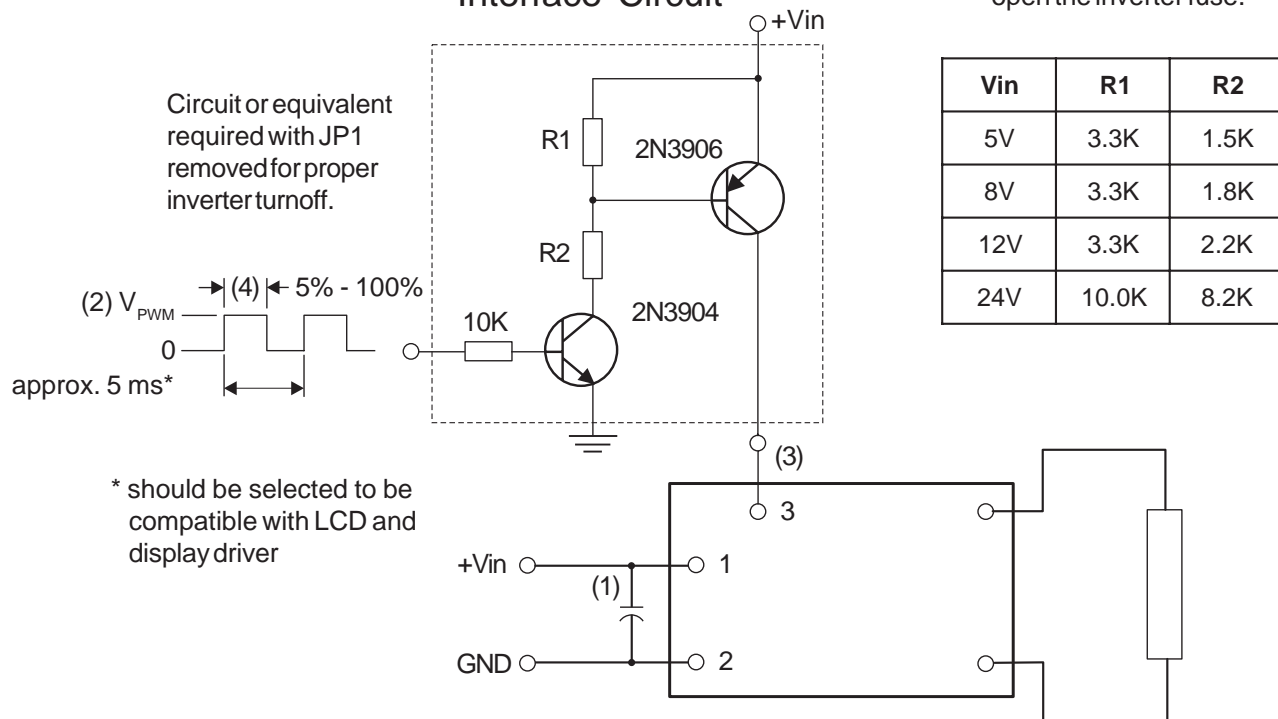 Interface Circuit
open the inverter fuse.
+Vin
Circuit or equivalent
required with JP1
removed for proper
inverter turnoff.
R1
2N3906
R2
2N3904
10K
(2) VPWM
(4)
5% - 100%
0
approx. 5 ms*
* should be selected to be
compatible with LCD and
display driver
(3)
3
+Vin
1
(1)
GND
2
Vin R1 R2
5V 3.3K 1.5K
8V 3.3K 1.8K
12V 3.3K 2.2K
24V 10.0K 8.2K